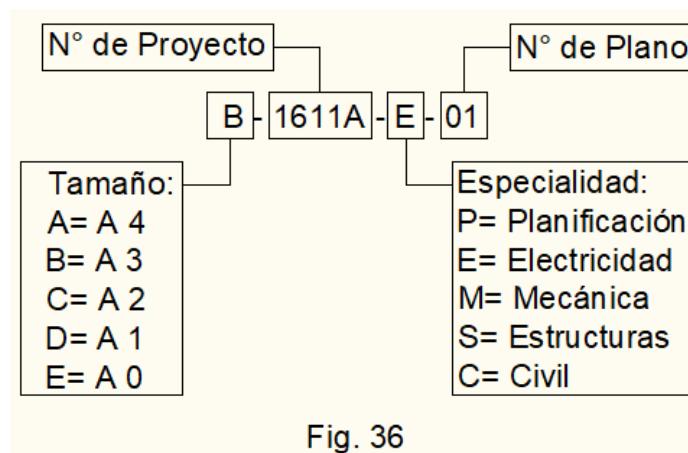 N° de Proyecto
N° de Plano
B - 1611A - E - 01
Tamaño:
A= A 4
B= A 3
C= A 2
D= A 1
E= A 0
Especialidad:
P= Planificación
E= Electricidad
M= Mecánica
S= Estructuras
C= Civil
Fig. 36